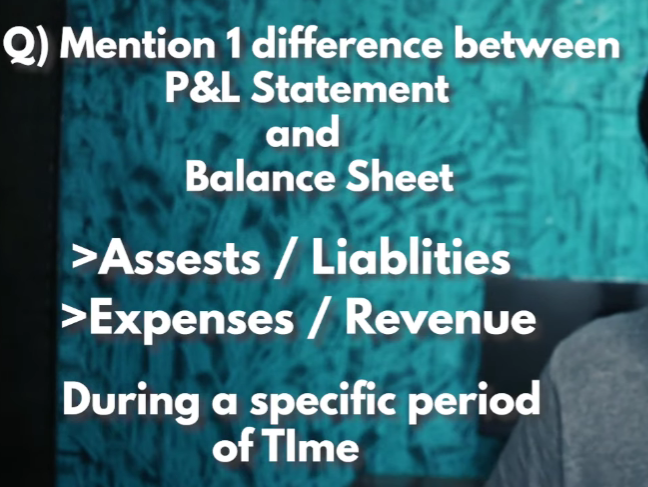 Q) Mention 1 difference between
P&L Statement
and
Balance Sheet
>Assests / Liablities
>Expenses / Revenue
During a specific period
of TIme